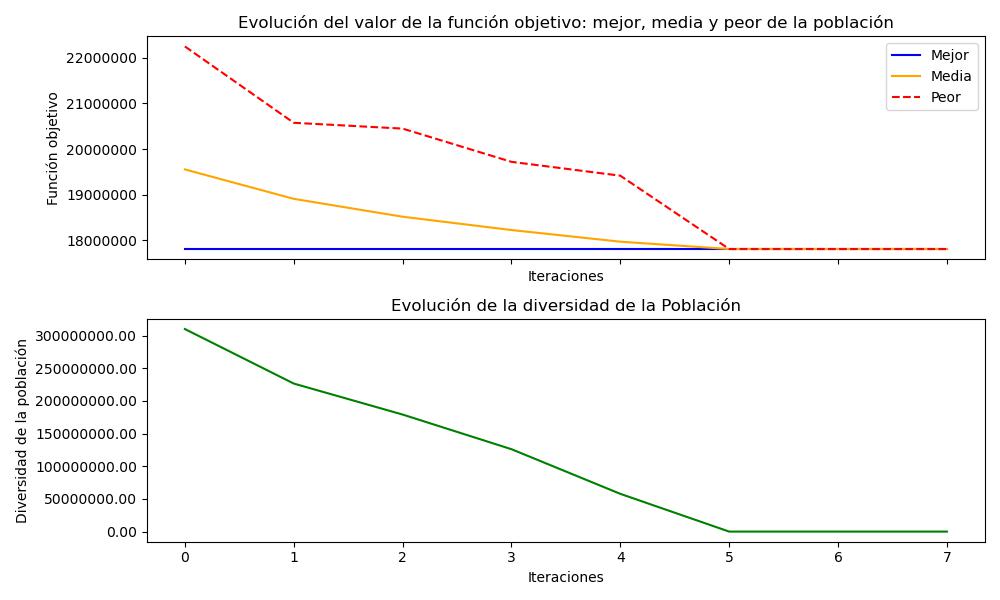 Evolución del valor de la función objetivo: mejor, media y peor de la población
22000000
21000000
20000000
19000000
18000000
Función objetivo
Mejor
Media
Peor
Iteraciones
Evolución de la diversidad de la Población
300000000.00
250000000.00
200000000.00
150000000.00
100000000.00
50000000.00
0.00
Diversidad de la población
0 1 2 3 4 5 6 7
Iteraciones